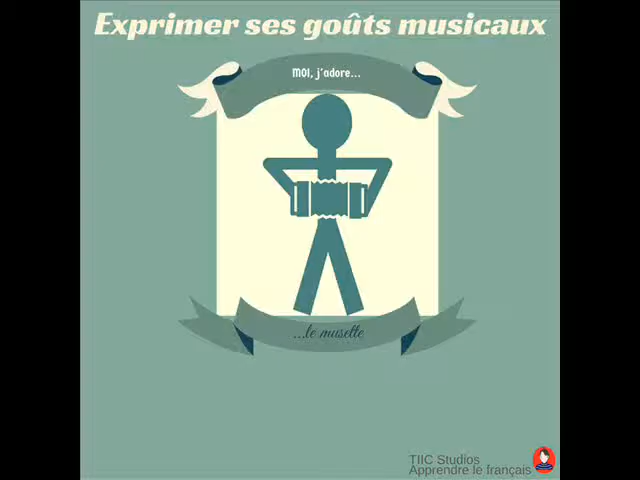 Exprimer ses goûts musicaux
MOI, j'adore...
...le musette
TIIC Studios
Apprendre le français